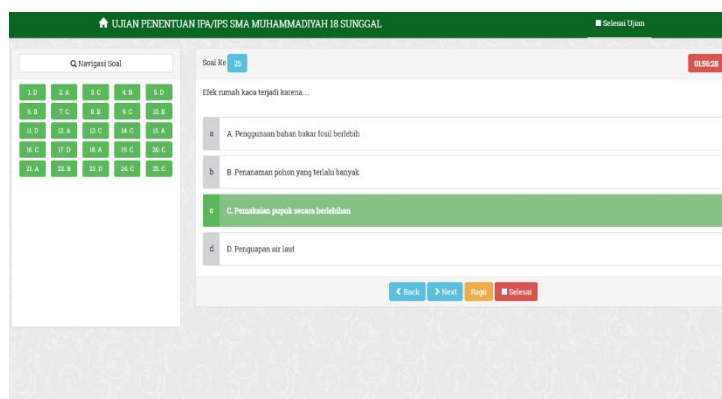 UJIAN PENENTUAN IPA/IPS SMA MUHAMMADIYAH 18 SUNGGAL
Selesai Ujian
Navigasi Soal
1. D 2. A 3. C 4. B 5. D
6. B 7. C 8. B 9. C 10. B
11. D 12. A 13. C 14. C 15. A
16. C 17. D 18. A 19. C 20. C
21. A 22. B 23. D 24. C 25. C
Soal Ke 25
01:56:28
Efek rumah kaca terjadi karena....
a A. Penggunaan bahan bakar fosil berlebih
b B. Penanaman pohon yang terlalu banyak
c C. Pemakaian pupuk secara berlebihan
d D. Penguapan air laut
Back Next Ragu Selesai